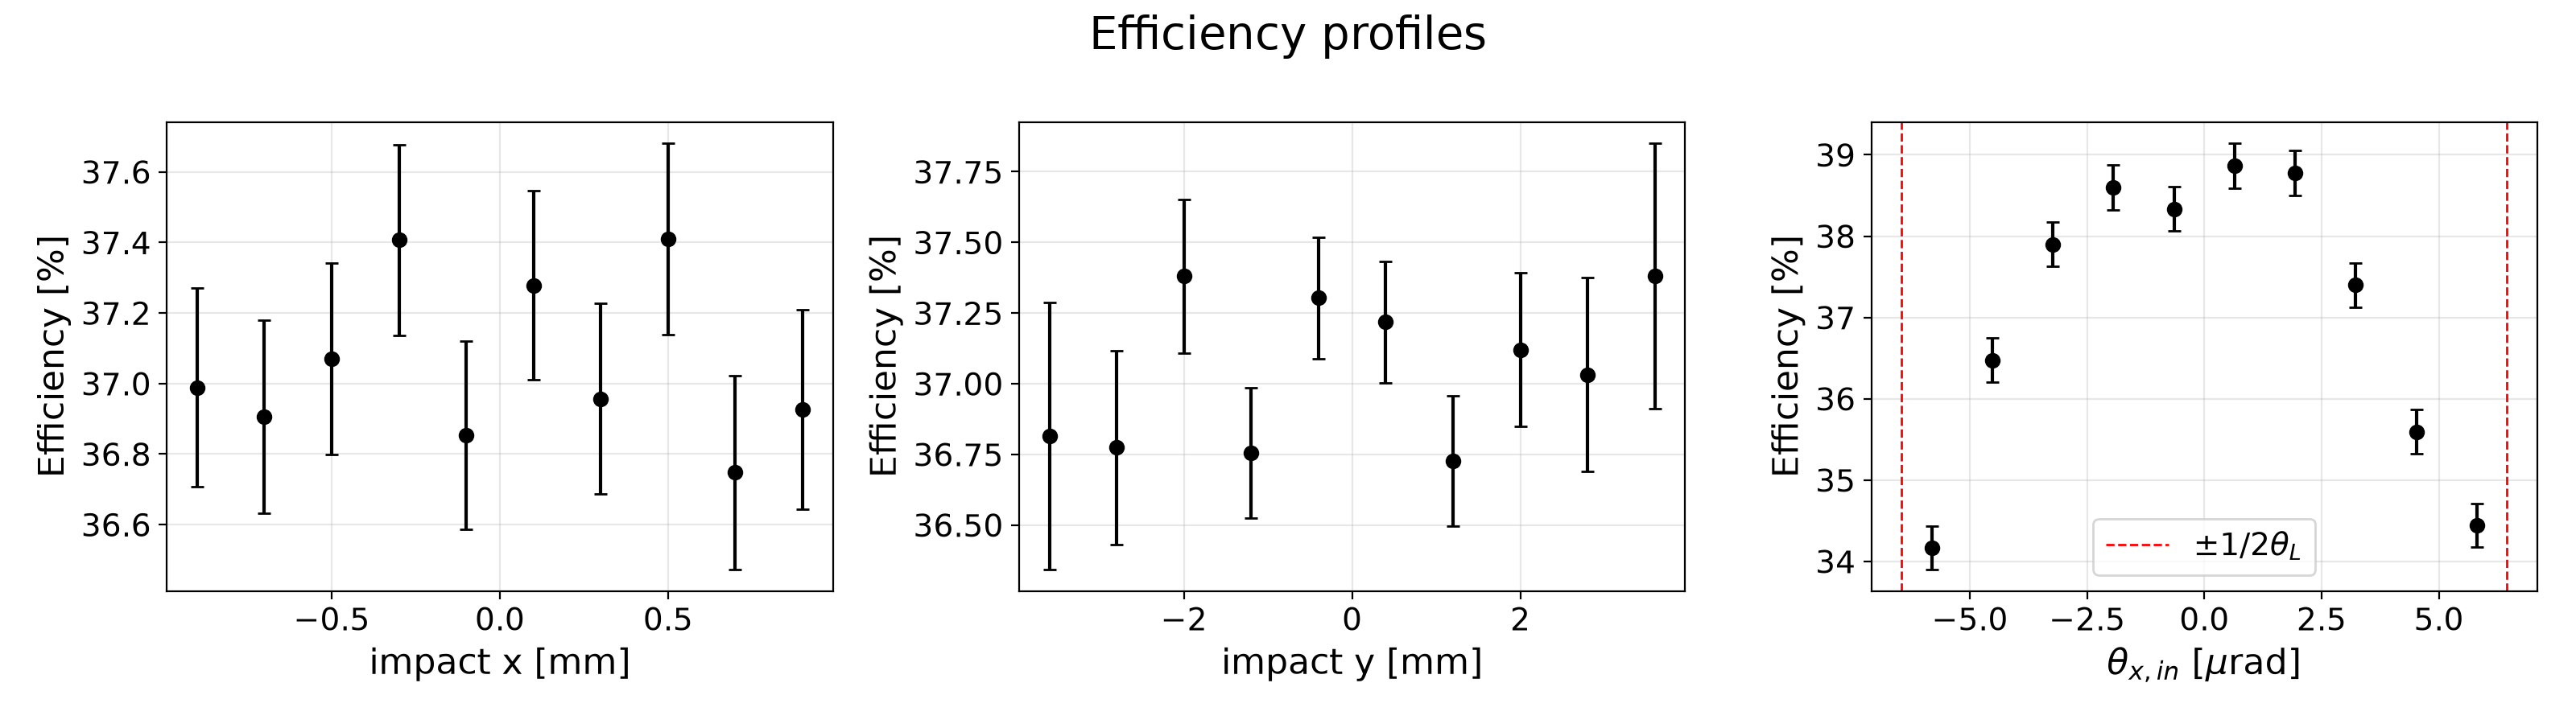 Efficiency profiles
Efficiency [%]
37.6
37.4
37.2
37.0
36.8
36.6
−0.5 0.0 0.5
impact x [mm]
Efficiency [%]
37.75
37.50
37.25
37.00
36.75
36.50
−2 0 2
impact y [mm]
Efficiency [%]
39
38
37
36
35
34
±1/2θ_L
−5.0 −2.5 0.0 2.5 5.0
θ_{x, in} [μrad]